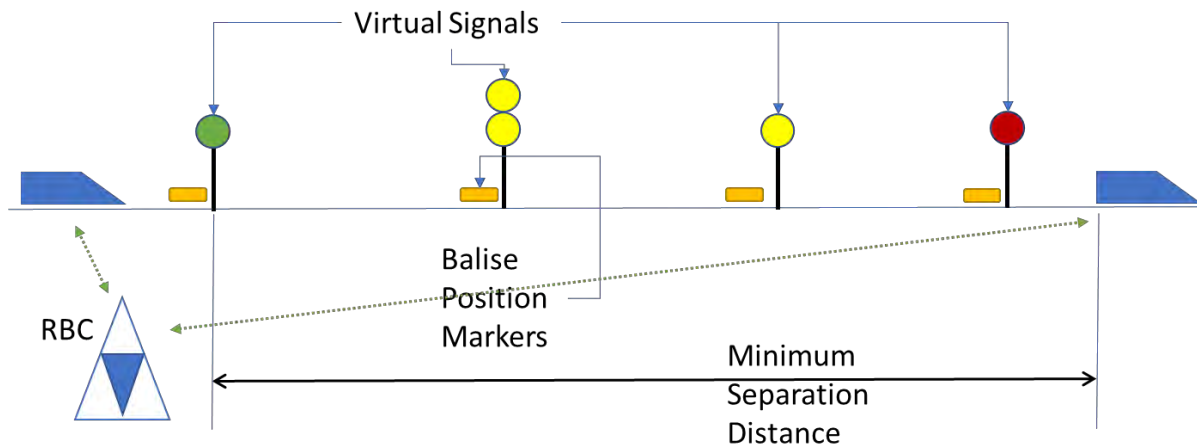 Virtual Signals
Balise
Position
Markers
RBC
Minimum
Separation
Distance